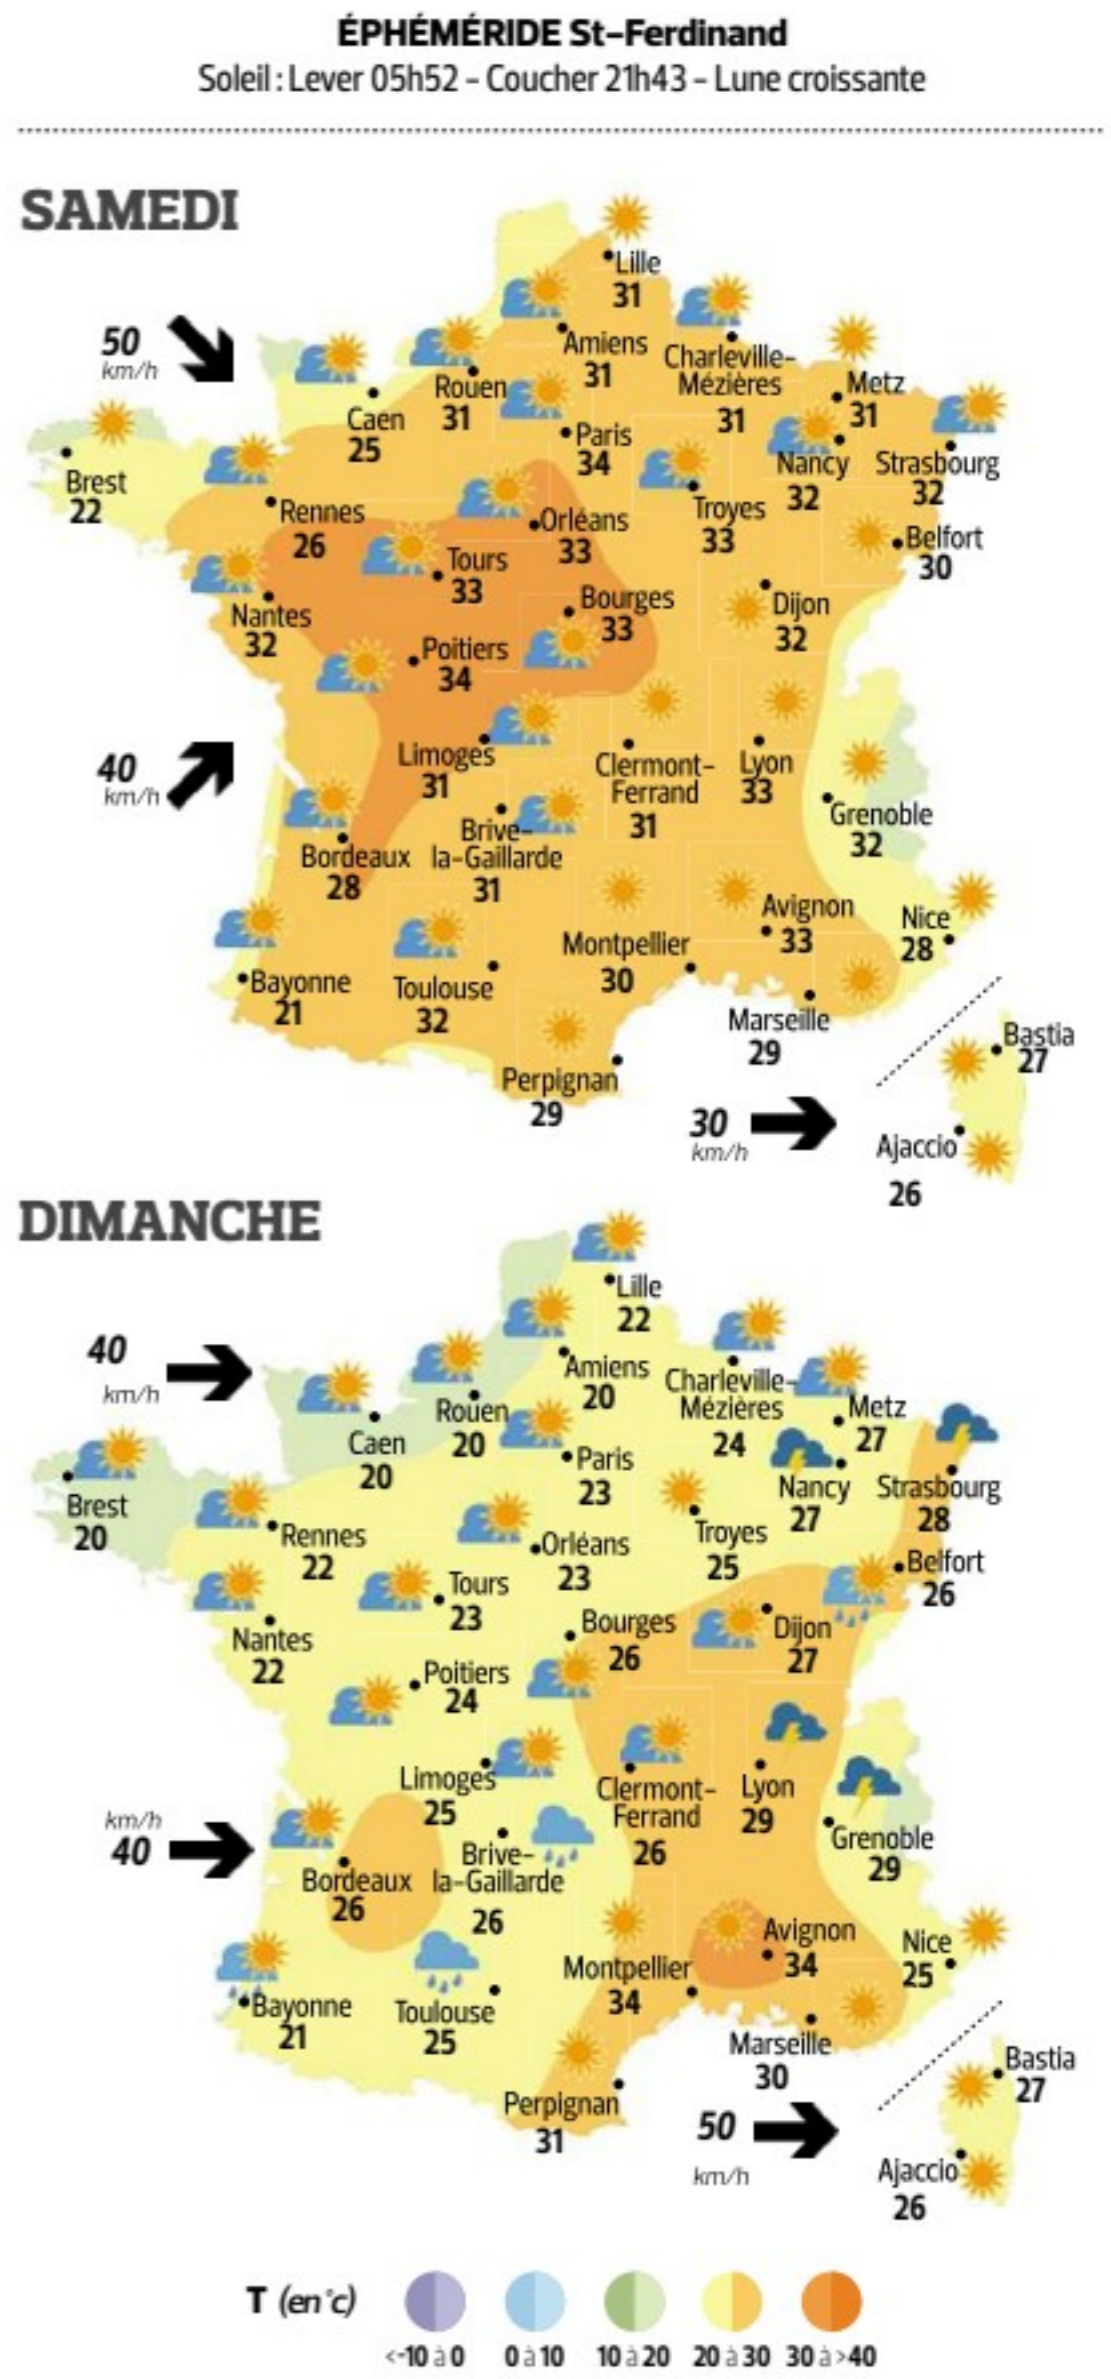 ÉPHÉMÉRIDE St-Ferdinand
Soleil : Lever 05h52 - Coucher 21h43 - Lune croissante
SAMEDI
Lille
31
50
km/h
Amiens
31
Charleville-
Mézières
31
Rouen
31
Metz
31
Caen
25
Paris
34
Nancy
32
Strasbourg
32
Brest
22
Rennes
26
Troyes
33
Orléans
33
Belfort
30
Tours
33
Nantes
32
Bourges
33
Dijon
32
Poitiers
34
40
km/h
Limoges
31
Clermont-
Ferrand
31
Lyon
33
Grenoble
32
Brive-
la-Gaillarde
31
Bordeaux
28
Avignon
33
Nice
28
Montpellier
30
Bayonne
21
Toulouse
32
Marseille
29
Bastia
27
Perpignan
29
30
km/h
Ajaccio
26
DIMANCHE
Lille
22
40
km/h
Amiens
20
Charleville-
Mézières
24
Rouen
20
Metz
27
Caen
20
Paris
23
Nancy
27
Strasbourg
28
Brest
20
Rennes
22
Troyes
25
Orléans
23
Belfort
26
Tours
23
Nantes
22
Bourges
26
Dijon
27
Poitiers
24
Limoges
25
Clermont-
Ferrand
26
Lyon
29
km/h
40
Grenoble
29
Brive-
la-Gaillarde
26
Bordeaux
26
Avignon
34
Nice
25
Montpellier
34
Bayonne
21
Toulouse
25
Marseille
30
Bastia
27
Perpignan
31
50
km/h
Ajaccio
26
T (en°c)
<-10 à 0 0 à 10 10 à 20 20 à 30 30 à >40